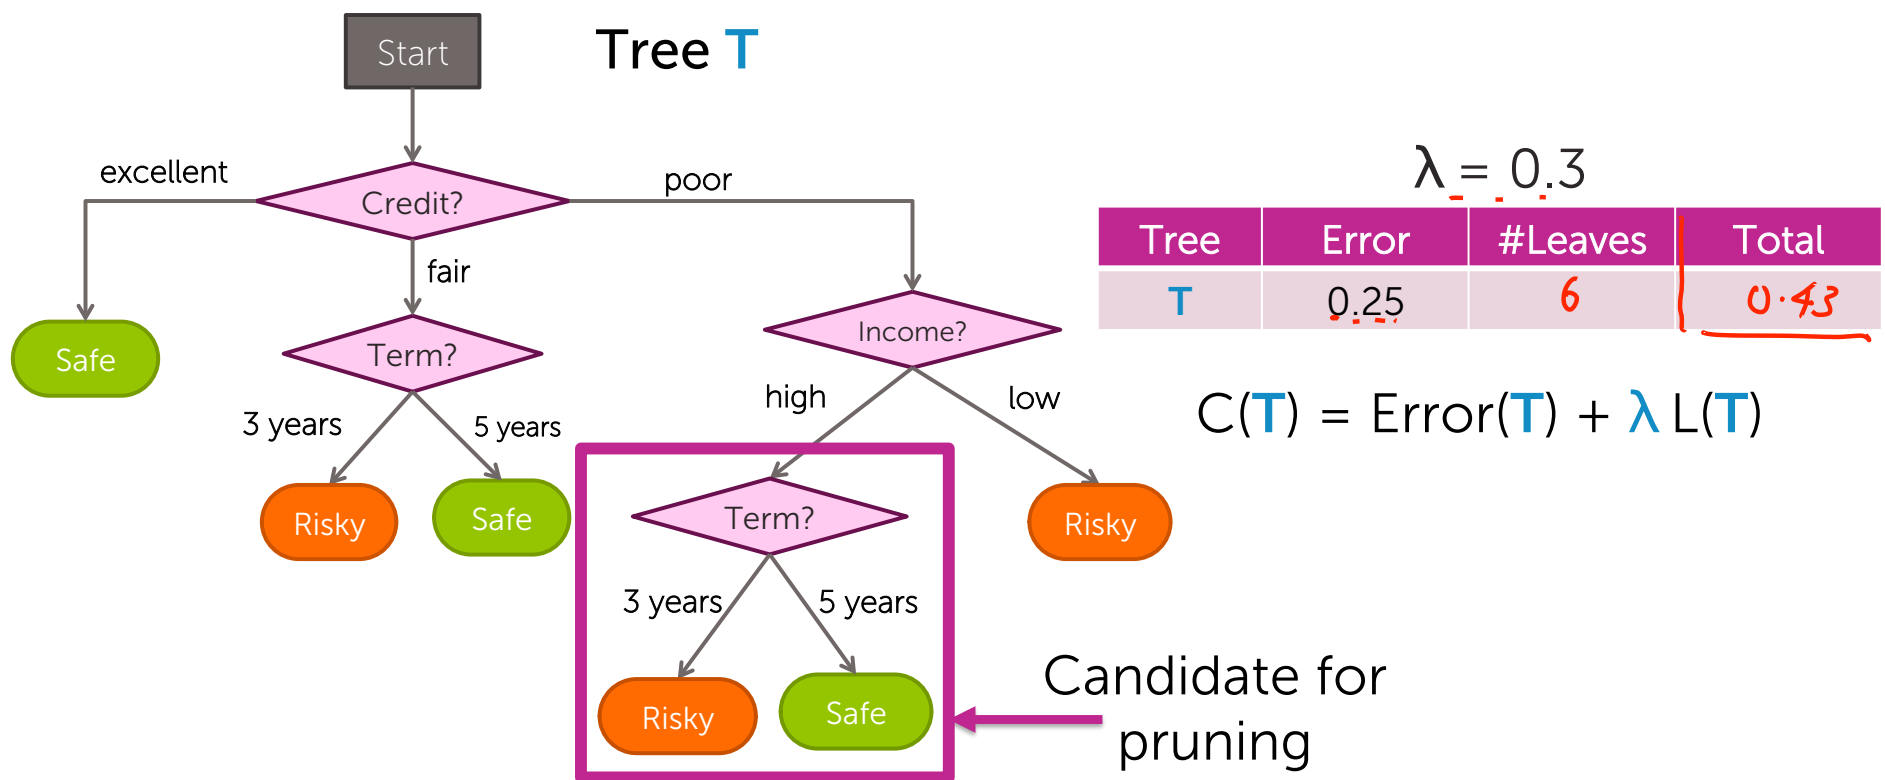 Start
Tree T
excellent
Credit?
poor
fair
Safe
Term?
Income?
3 years
5 years
high
low
Risky
Safe
Term?
Risky
3 years
5 years
Risky
Safe
λ = 0.3
Tree Error #Leaves Total
T 0.25 6 0.43
C(T) = Error(T) + λ L(T)
Candidate for
pruning